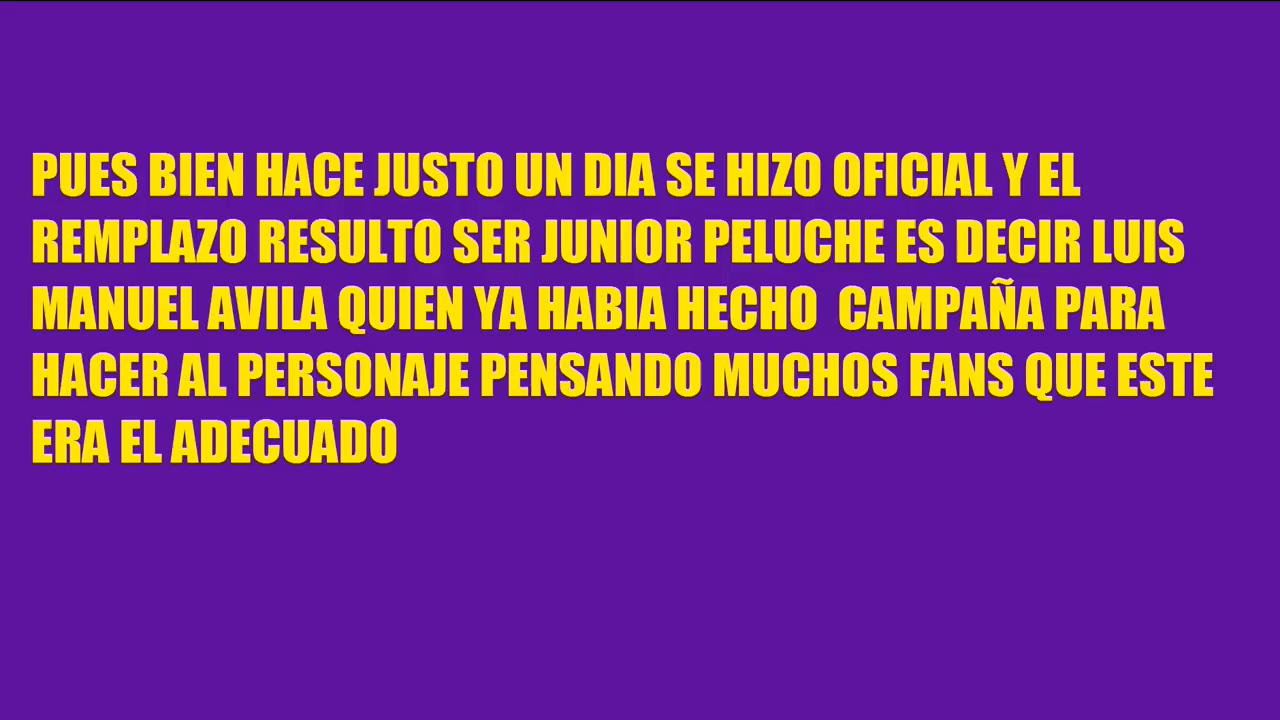 PUES BIEN HACE JUSTO UN DIA SE HIZO OFICIAL Y EL
REMPLAZO RESULTO SER JUNIOR PELUCHE ES DECIR LUIS
MANUEL AVILA QUIEN YA HABIA HECHO  CAMPAÑA PARA
HACER AL PERSONAJE PENSANDO MUCHOS FANS QUE ESTE
ERA EL ADECUADO